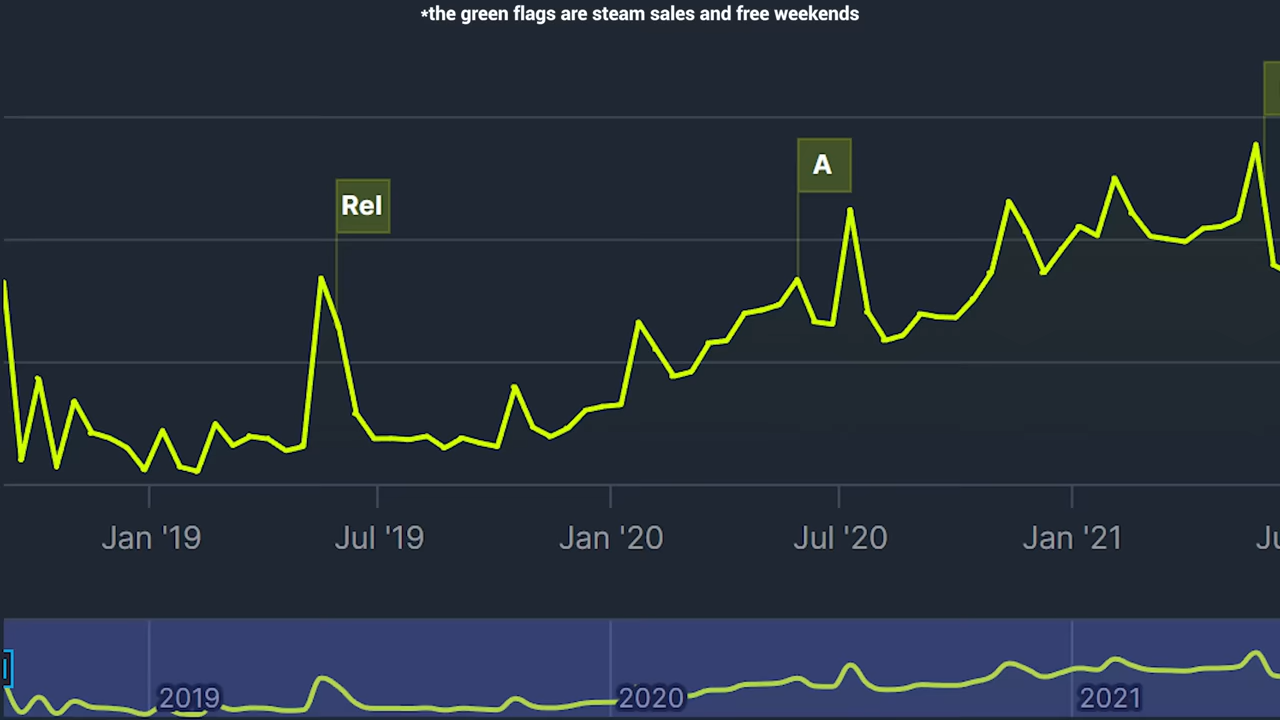 *the green flags are steam sales and free weekends
A
Rel
Jan '19 Jul '19 Jan '20 Jul '20 Jan '21
2019 2020 2021